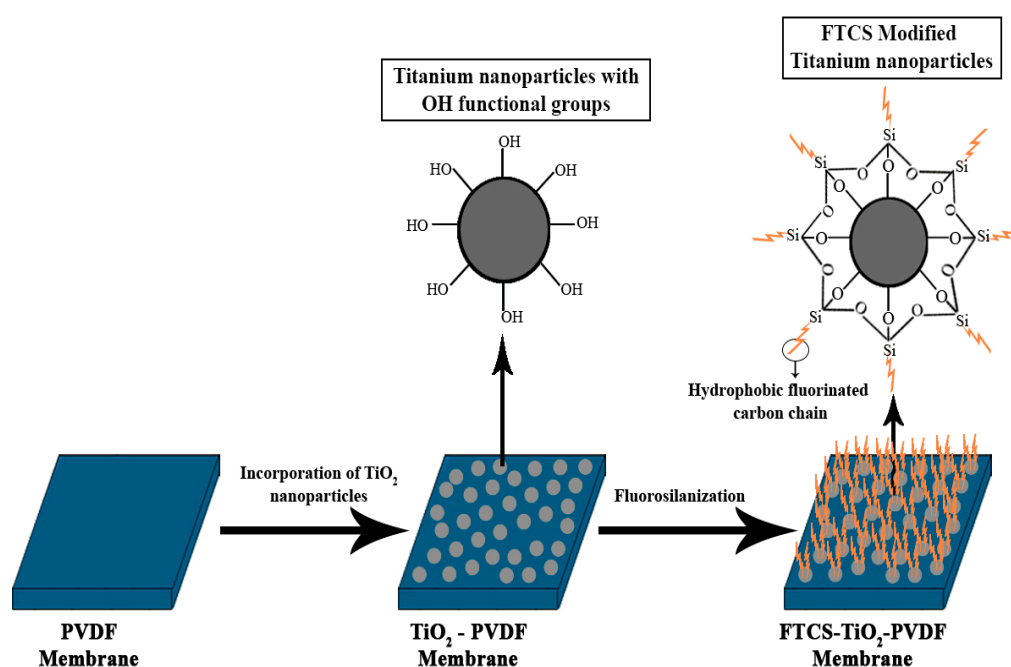 FTCS Modified
Titanium nanoparticles
Titanium nanoparticles with
OH functional groups
OH
HO
OH
HO
OH
HO
OH
OH
Si
Si
Si
O
O
O
O
O
O
Si
O
O
Si
O
O
O
O
O
O
Si
O
O
Si
Si
Hydrophobic fluorinated
carbon chain
Incorporation of TiO₂
nanoparticles
Fluorosilanization
PVDF
Membrane
TiO₂ - PVDF
Membrane
FTCS-TiO₂-PVDF
Membrane